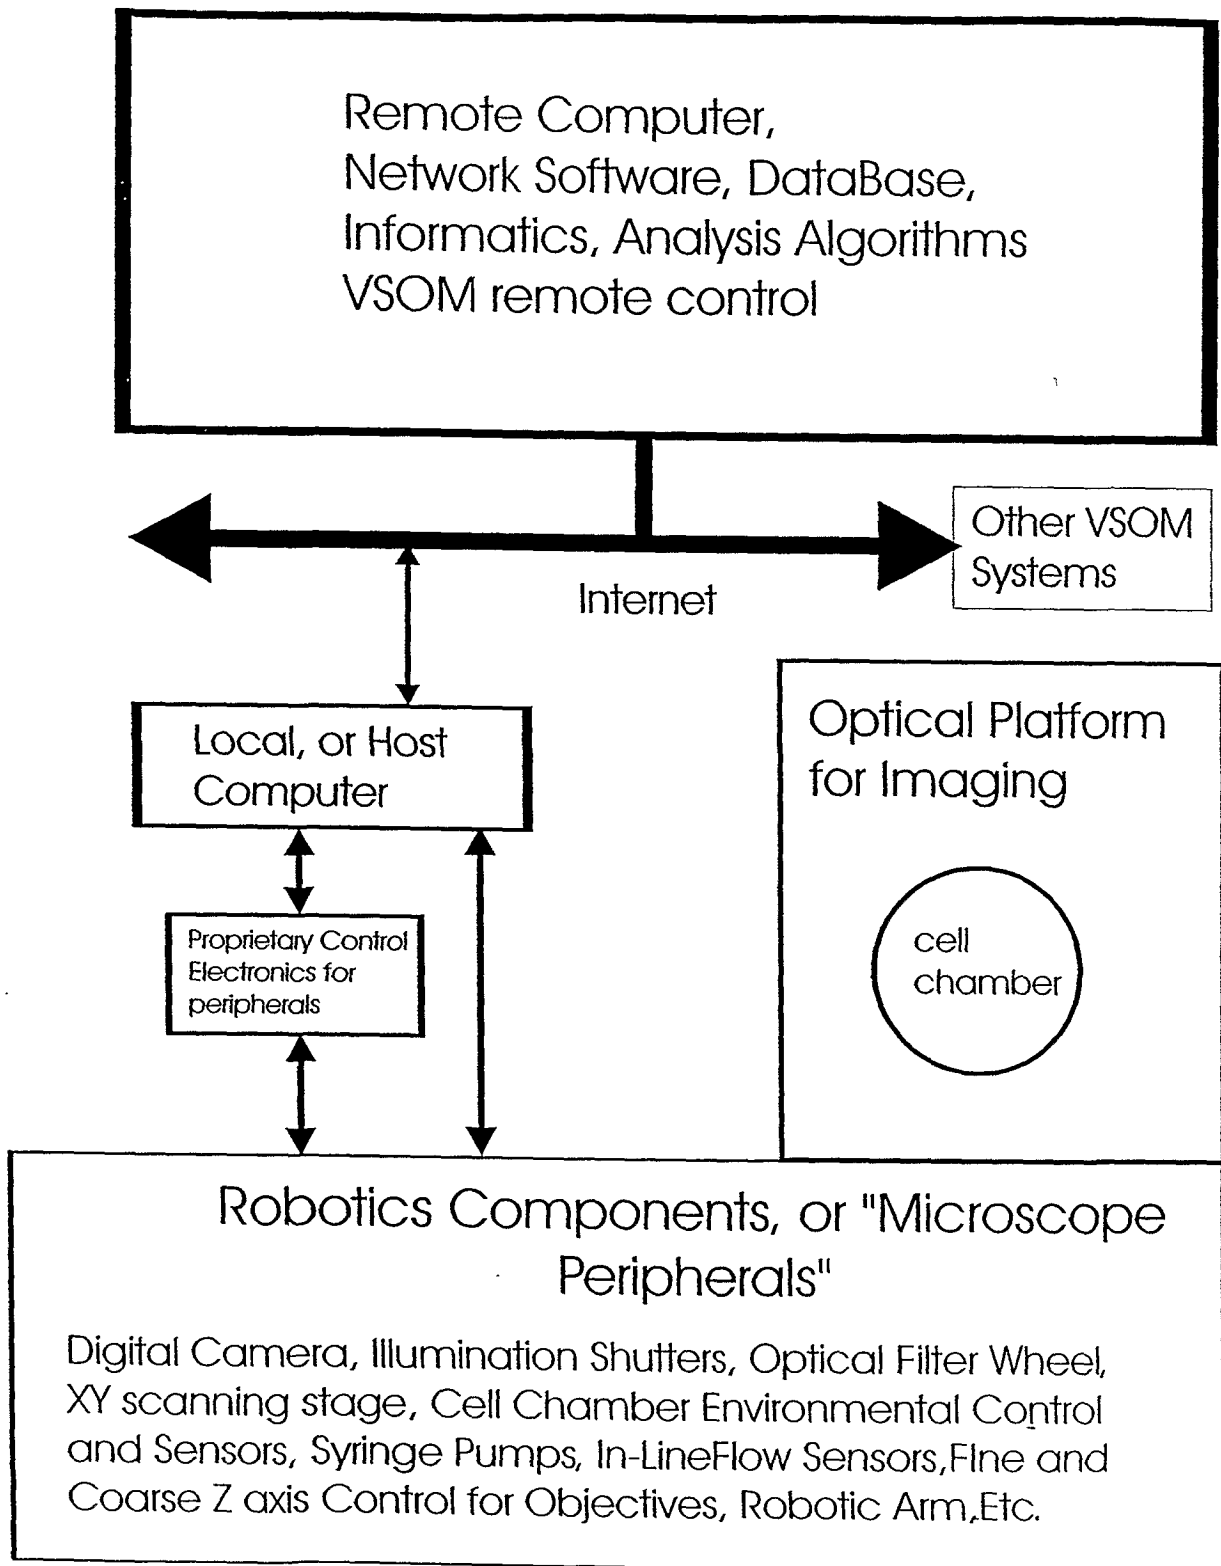 Remote Computer,
Network Software, DataBase,
Informatics, Analysis Algorithms
VSOM remote control
Other VSOM
Systems
Internet
Local, or Host
Computer
Optical Platform
for Imaging
Proprietary Control
Electronics for
peripherals
cell
chamber
Robotics Components, or "Microscope
Peripherals"
Digital Camera, Illumination Shutters, Optical Filter Wheel,
XY scanning stage, Cell Chamber Environmental Control
and Sensors, Syringe Pumps, In-LineFlow Sensors,FIne and
Coarse Z axis Control for Objectives, Robotic Arm,Etc.